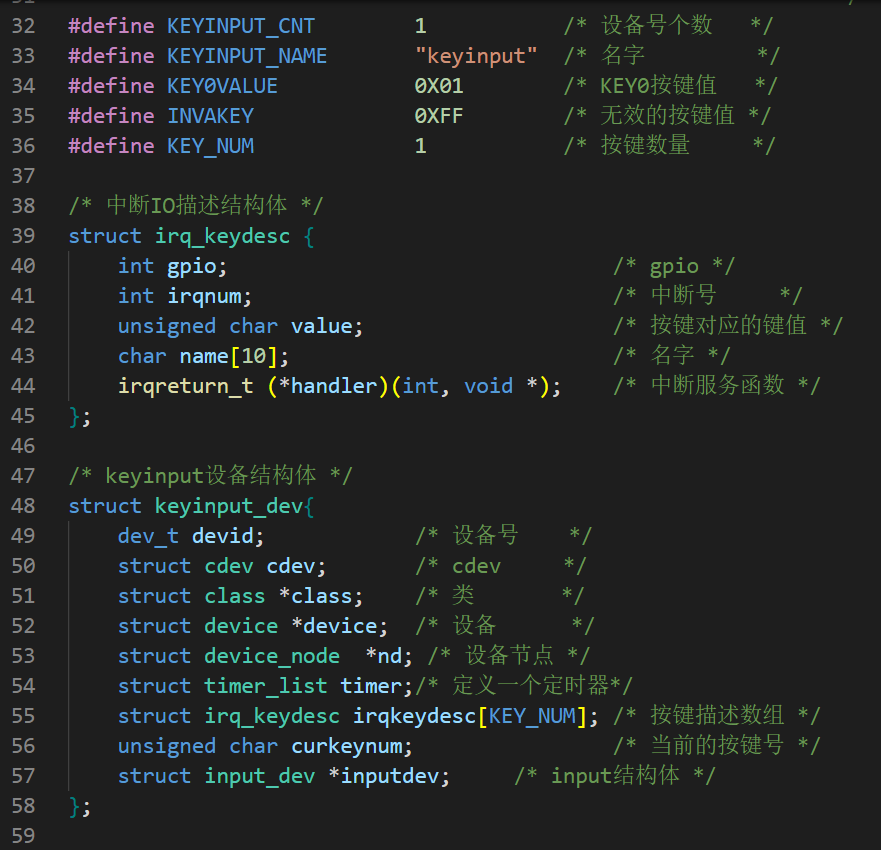 32 #define KEYINPUT_CNT 1 /* 设备号个数 */
33 #define KEYINPUT_NAME "keyinput" /* 名字 */
34 #define KEY0VALUE 0X01 /* KEY0按键值 */
35 #define INVAKEY 0XFF /* 无效的按键值 */
36 #define KEY_NUM 1 /* 按键数量 */
37
38 /* 中断IO描述结构体 */
39 struct irq_keydesc {
40 int gpio; /* gpio */
41 int irqnum; /* 中断号 */
42 unsigned char value; /* 按键对应的键值 */
43 char name[10]; /* 名字 */
44 irqreturn_t (*handler)(int, void *); /* 中断服务函数 */
45 };
46
47 /* keyinput设备结构体 */
48 struct keyinput_dev{
49 dev_t devid; /* 设备号 */
50 struct cdev cdev; /* cdev */
51 struct class *class; /* 类 */
52 struct device *device; /* 设备 */
53 struct device_node *nd; /* 设备节点 */
54 struct timer_list timer;/* 定义一个定时器*/
55 struct irq_keydesc irqkeydesc[KEY_NUM]; /* 按键描述数组 */
56 unsigned char curkeynum; /* 当前的按键号 */
57 struct input_dev *inputdev; /* input结构体 */
58 };
59